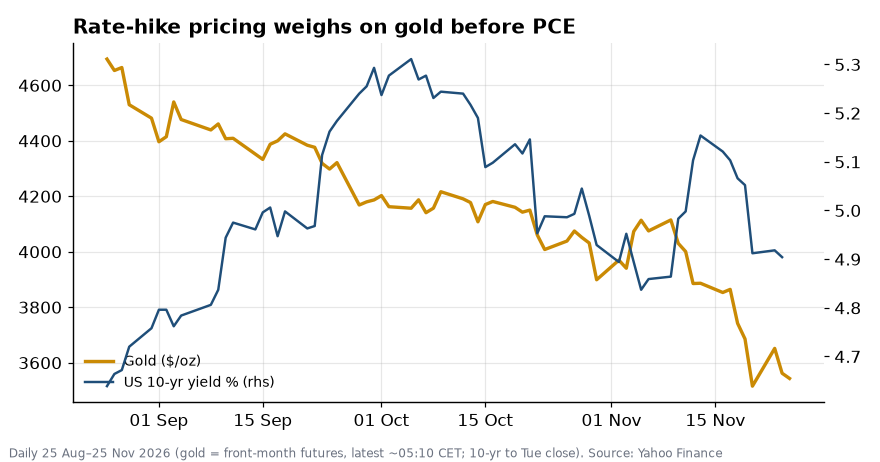 Rate-hike pricing weighs on gold before PCE
4600
4400
4200
4000
3800
3600
5.3
5.2
5.1
5.0
4.9
4.8
4.7
Gold ($/oz)
US 10-yr yield % (rhs)
01 Sep 15 Sep 01 Oct 15 Oct 01 Nov 15 Nov
Daily 25 Aug–25 Nov 2026 (gold = front-month futures, latest ~05:10 CET; 10-yr to Tue close). Source: Yahoo Finance